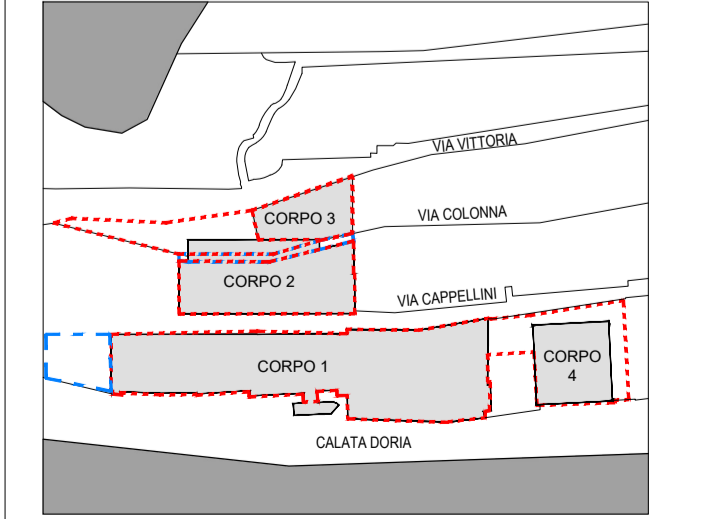 VIA VITTORIA
VIA COLONNA
CORPO 3
CORPO 2
VIA CAPPELLINI
CORPO 1
CORPO
4
CALATA DORIA